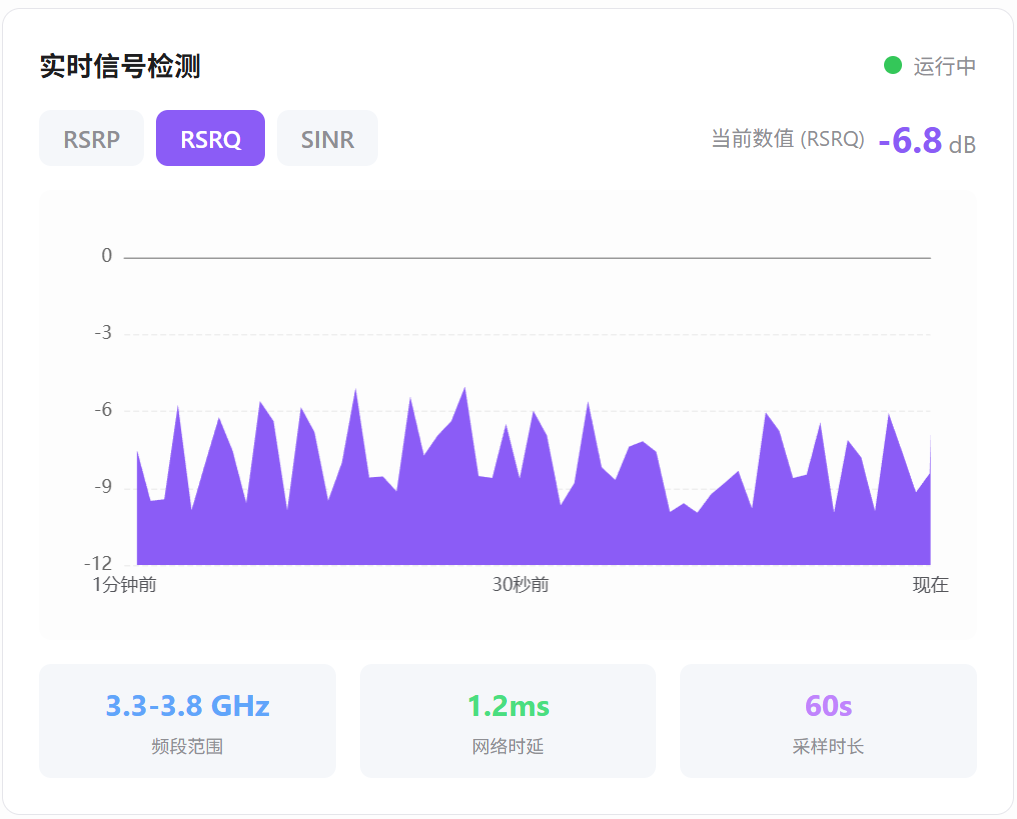 实时信号检测
运行中
RSRP
RSRQ
SINR
当前数值 (RSRQ) -6.8 dB
0
-3
-6
-9
-12
1分钟前
30秒前
现在
3.3-3.8 GHz
频段范围
1.2ms
网络时延
60s
采样时长